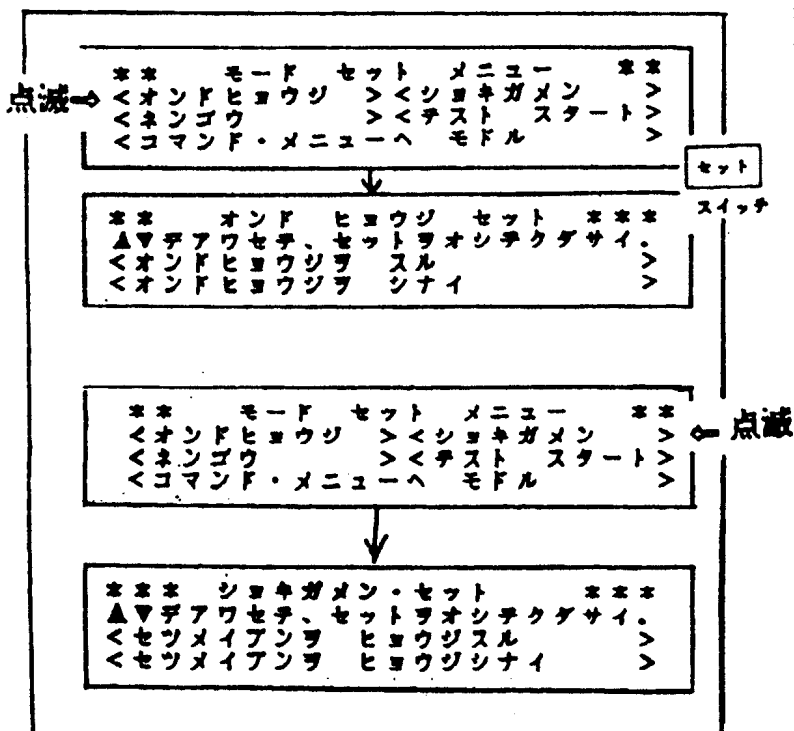 ** モード セット メニュー **
点滅⇒ <オンドヒョウジ ><ショキガメン >
<ネンゴウ ><テスト スタート>
<コマンド・メニューヘ モドル >
セット
スイッチ
** オンド ヒョウジ セット ***
▲▼デアワセテ、セットヲオシテクダサイ。
<オンドヒョウジヲ スル >
<オンドヒョウジヲ シナイ >
** モード セット メニュー **
<オンドヒョウジ ><ショキガメン > ⇐ 点滅
<ネンゴウ ><テスト スタート>
<コマンド・メニューヘ モドル >
*** ショキガメン・セット ***
▲▼デアワセテ、セットヲオシテクダサイ。
<セツメイブンヲ ヒョウジスル >
<セツメイブンヲ ヒョウジシナイ >